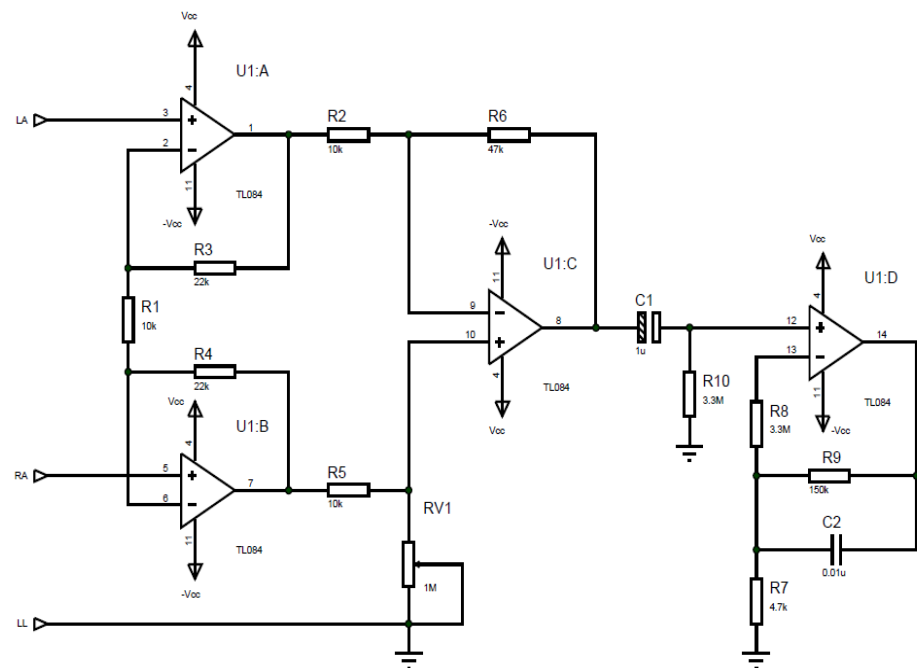 Vcc
U1:A
4
LA
3
1
2
11
TL084
-Vcc
R2
10k
R6
47k
R3
22k
R1
10k
R4
22k
-Vcc
11
U1:C
9
8
10
4
TL084
Vcc
C1
1u
Vcc
U1:D
4
12
14
13
11
TL084
-Vcc
R10
3.3M
R8
3.3M
R9
150k
C2
0.01u
R7
4.7k
Vcc
U1:B
4
RA
5
7
6
11
TL084
-Vcc
R5
10k
RV1
1M
LL